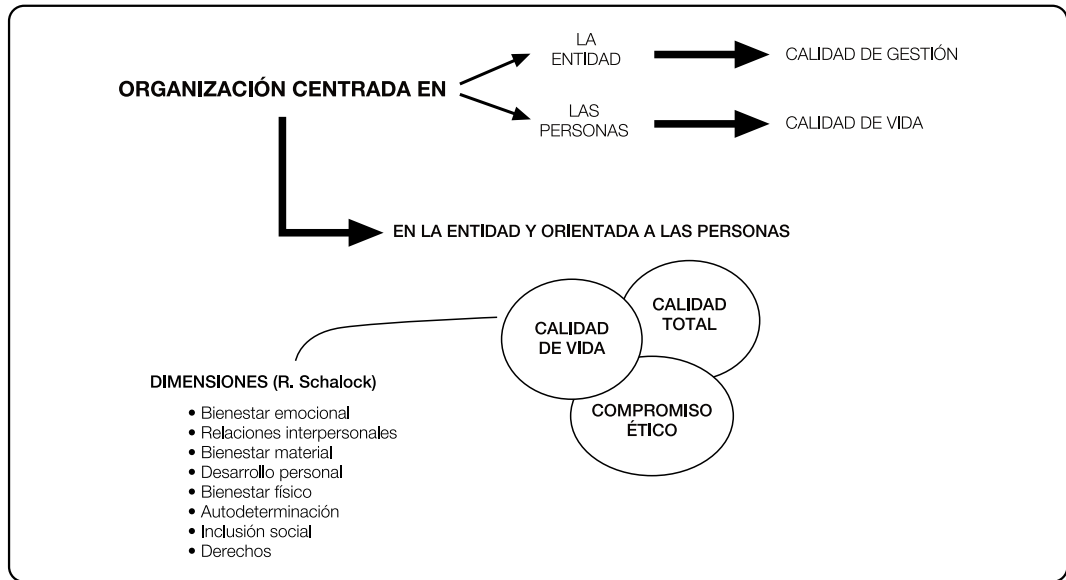 LA
ENTIDAD
CALIDAD DE GESTIÓN
ORGANIZACIÓN CENTRADA EN
LAS
PERSONAS
CALIDAD DE VIDA
EN LA ENTIDAD Y ORIENTADA A LAS PERSONAS
CALIDAD
TOTAL
CALIDAD
DE VIDA
COMPROMISO
ÉTICO
DIMENSIONES (R. Schalock)
• Bienestar emocional
• Relaciones interpersonales
• Bienestar material
• Desarrollo personal
• Bienestar físico
• Autodeterminación
• Inclusión social
• Derechos